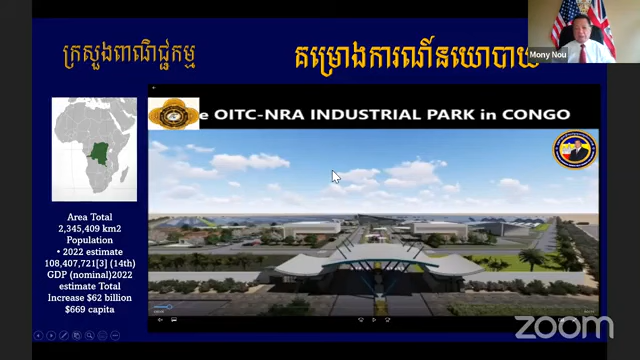 ក្រសួងពាណិជ្ជកម្ម
គម្រោងការណ៍នយោបាយ
Mony Nou
e OITC-NRA INDUSTRIAL PARK in CONGO
Area Total
2,345,409 km2
Population
• 2022 estimate
108,407,721[3] (14th)
GDP (nominal)2022
estimate Total
Increase $62 billion
$669 capita
zoom